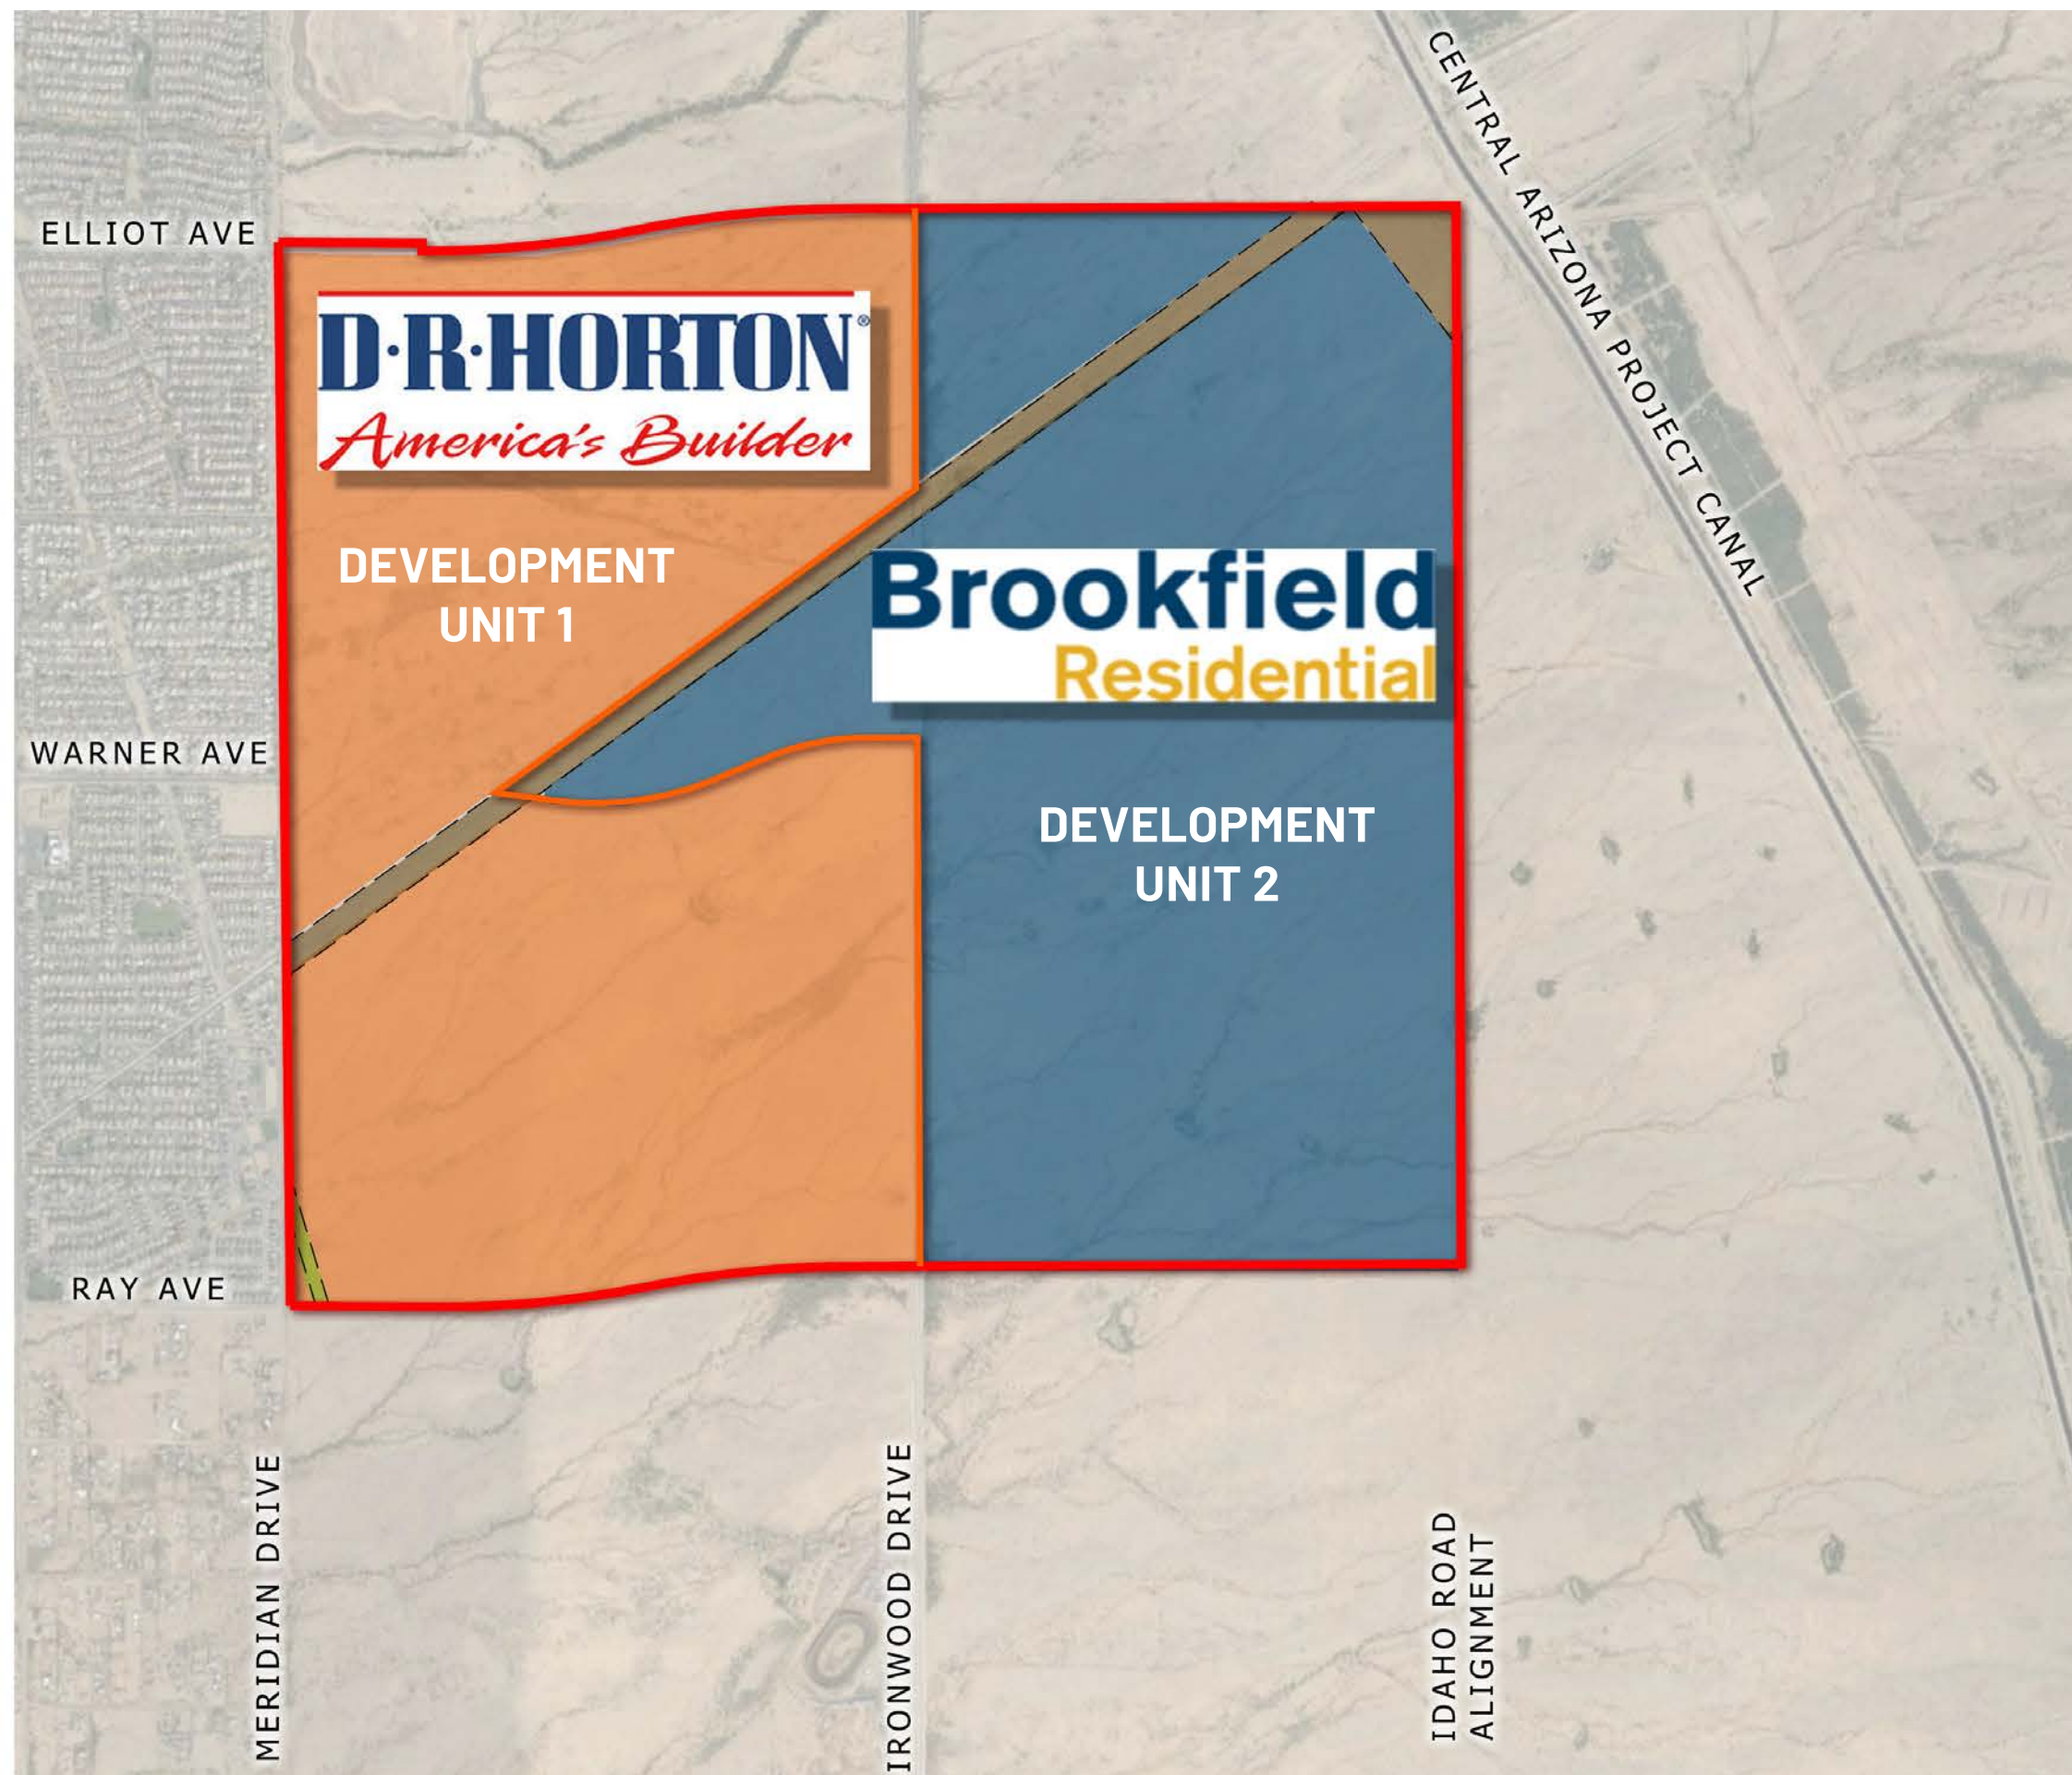 CENTRAL ARIZONA PROJECT CANAL
ELLIOT AVE
D·R·HORTON®
America's Builder
DEVELOPMENT
UNIT 1
Brookfield
Residential
WARNER AVE
DEVELOPMENT
UNIT 2
RAY AVE
MERIDIAN DRIVE
IRONWOOD DRIVE
IDAHO ROAD
ALIGNMENT